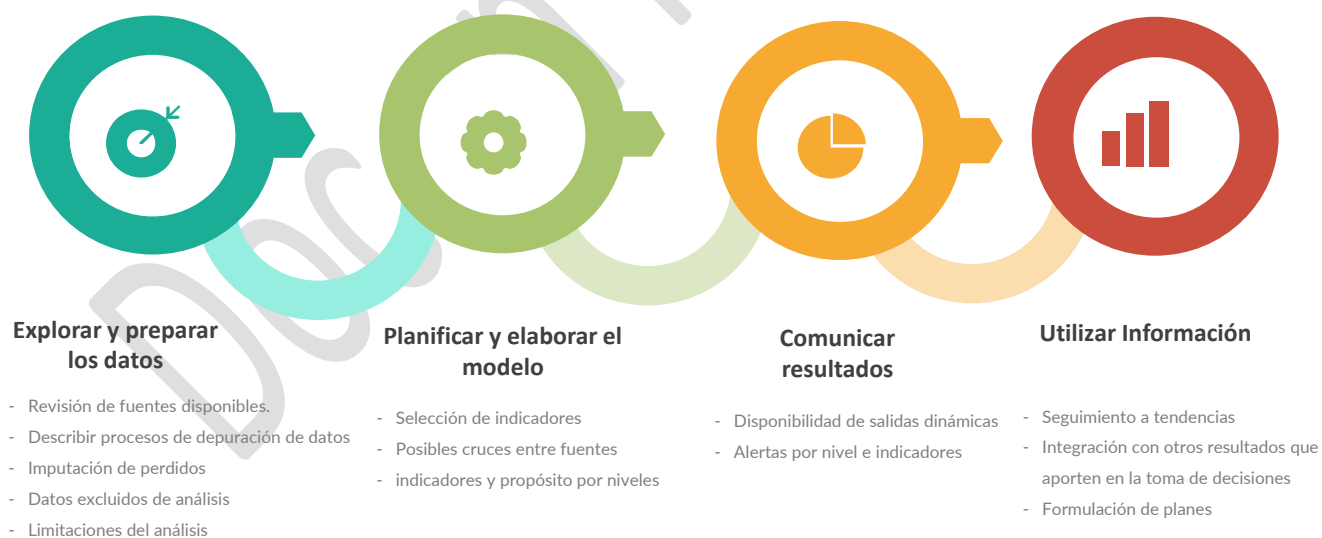 Explorar y preparar
los datos
- Revisión de fuentes disponibles.
- Describir procesos de depuración de datos
- Imputación de perdidos
- Datos excluidos de análisis
- Limitaciones del análisis
Planificar y elaborar el
modelo
- Selección de indicadores
- Posibles cruces entre fuentes
- indicadores y propósito por niveles
Comunicar
resultados
- Disponibilidad de salidas dinámicas
- Alertas por nivel e indicadores
Utilizar Información
- Seguimiento a tendencias
- Integración con otros resultados que
aporten en la toma de decisiones
- Formulación de planes